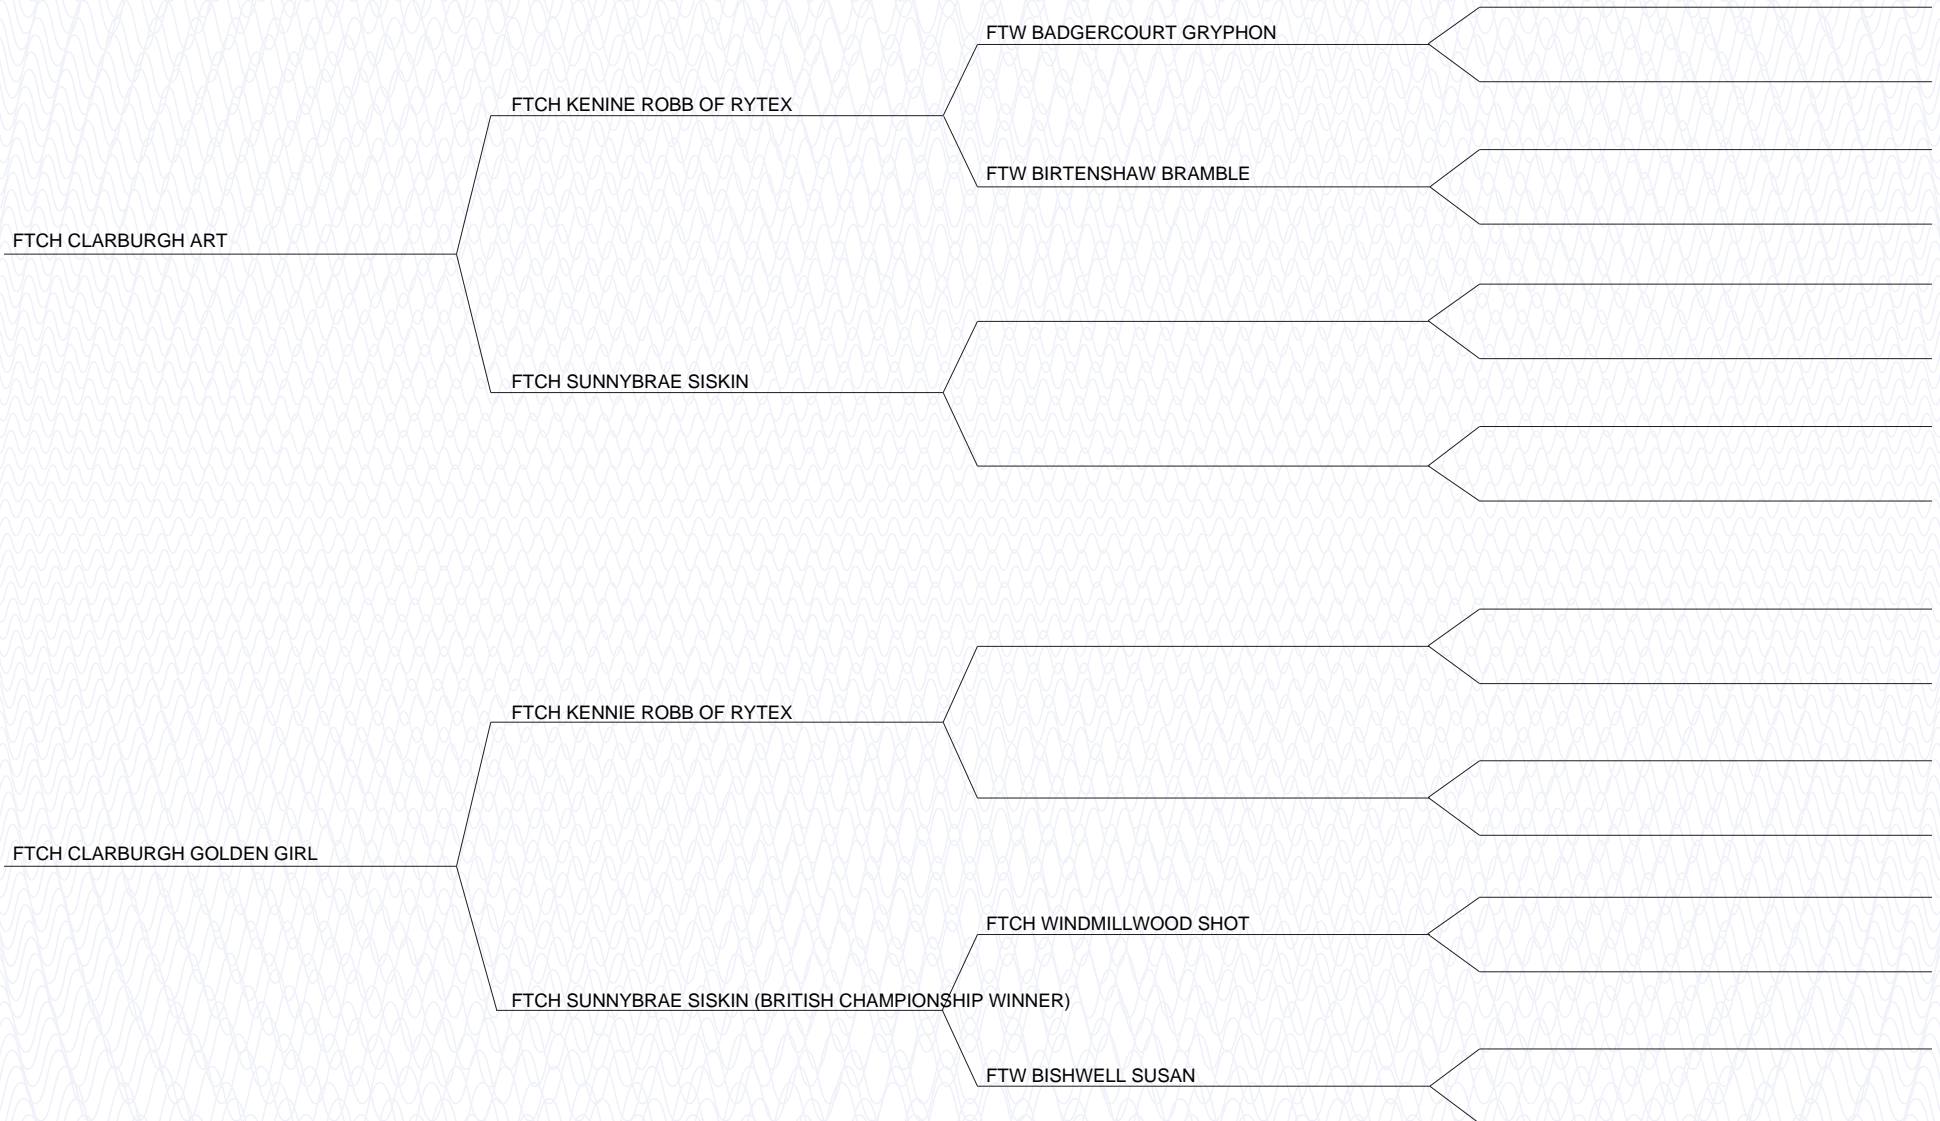 FTW BADGERCOURT GRYPHON
FTCH KENINE ROBB OF RYTEX
FTW BIRTENSHAW BRAMBLE
FTCH CLARBURGH ART
FTCH SUNNYBRAE SISKIN
FTCH KENNIE ROBB OF RYTEX
FTCH CLARBURGH GOLDEN GIRL
FTCH WINDMILLWOOD SHOT
FTCH SUNNYBRAE SISKIN (BRITISH CHAMPIONSHIP WINNER)
FTW BISHWELL SUSAN